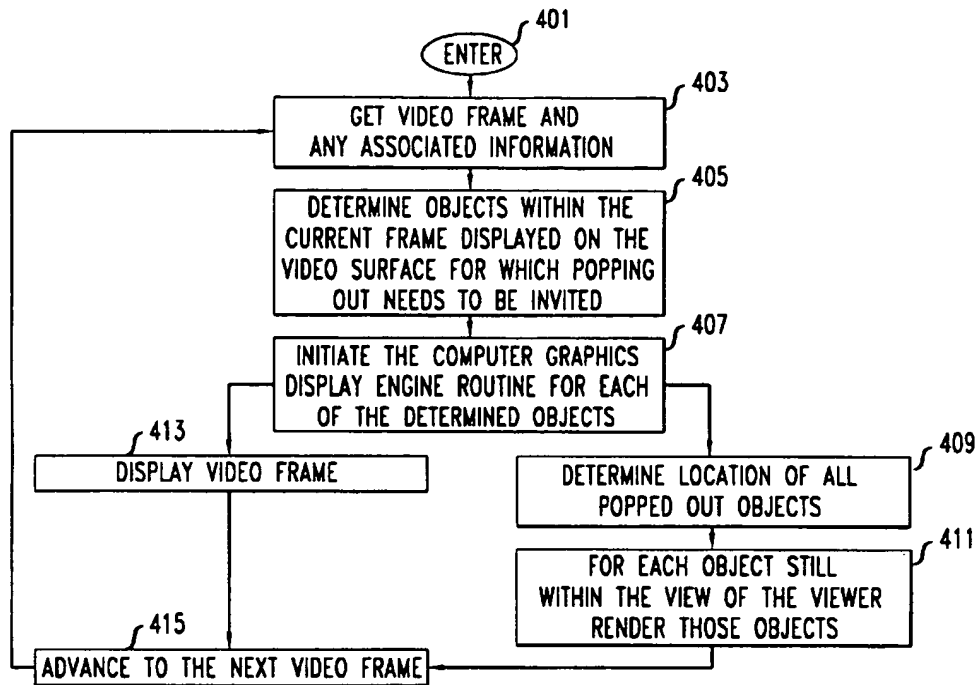 401
ENTER
403
GET VIDEO FRAME AND
ANY ASSOCIATED INFORMATION
405
DETERMINE OBJECTS WITHIN THE
CURRENT FRAME DISPLAYED ON THE
VIDEO SURFACE FOR WHICH POPPING
OUT NEEDS TO BE INVITED
407
INITIATE THE COMPUTER GRAPHICS
DISPLAY ENGINE ROUTINE FOR EACH
OF THE DETERMINED OBJECTS
413
DISPLAY VIDEO FRAME
409
DETERMINE LOCATION OF ALL
POPPED OUT OBJECTS
411
FOR EACH OBJECT STILL
WITHIN THE VIEW OF THE VIEWER
RENDER THOSE OBJECTS
415
ADVANCE TO THE NEXT VIDEO FRAME